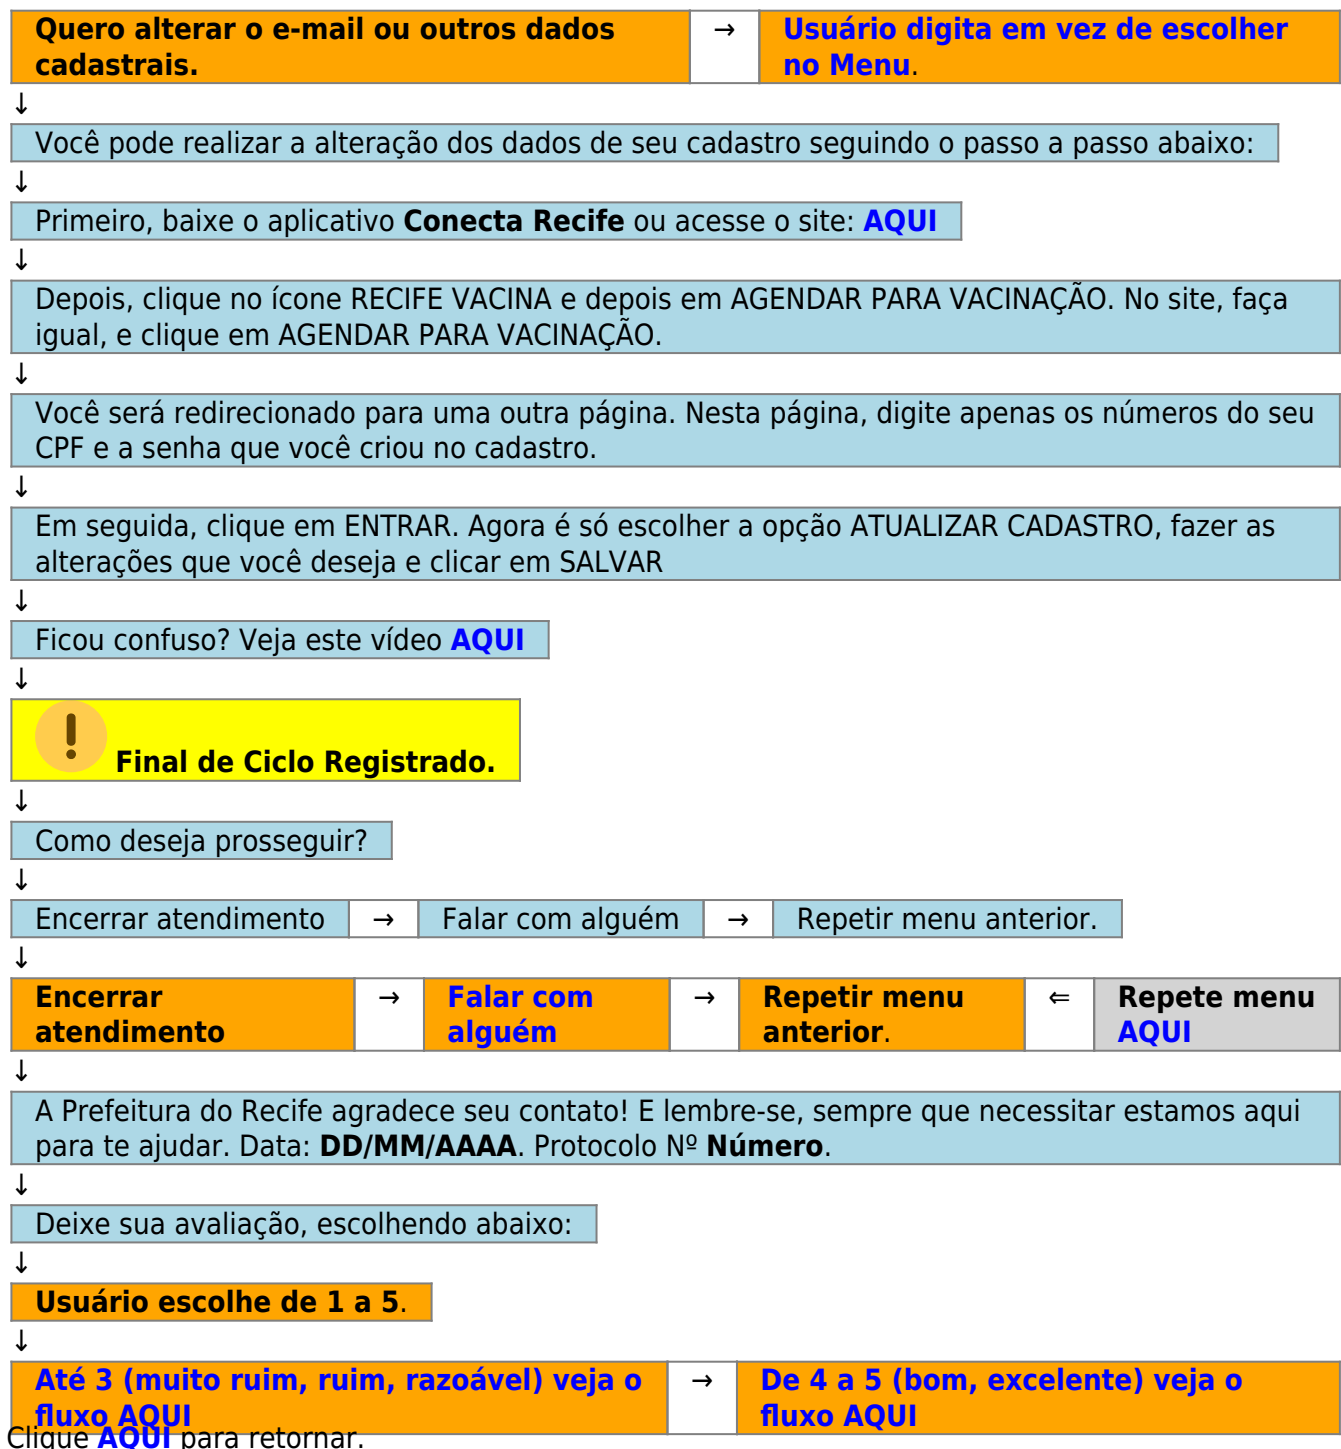 Quero alterar o e-mail ou outros dados → Usuário digita em vez de escolher
cadastrais. no Menu.
↓
Você pode realizar a alteração dos dados de seu cadastro seguindo o passo a passo abaixo:
↓
Primeiro, baixe o aplicativo Conecta Recife ou acesse o site: AQUI
↓
Depois, clique no ícone RECIFE VACINA e depois em AGENDAR PARA VACINAÇÃO. No site, faça
igual, e clique em AGENDAR PARA VACINAÇÃO.
↓
Você será redirecionado para uma outra página. Nesta página, digite apenas os números do seu
CPF e a senha que você criou no cadastro.
↓
Em seguida, clique em ENTRAR. Agora é só escolher a opção ATUALIZAR CADASTRO, fazer as
alterações que você deseja e clicar em SALVAR
↓
Ficou confuso? Veja este vídeo AQUI
↓
Final de Ciclo Registrado.
↓
Como deseja prosseguir?
↓
Encerrar atendimento → Falar com alguém → Repetir menu anterior.
↓
Encerrar → Falar com → Repetir menu ⇐ Repete menu
atendimento alguém anterior. AQUI
↓
A Prefeitura do Recife agradece seu contato! E lembre-se, sempre que necessitar estamos aqui
para te ajudar. Data: DD/MM/AAAA. Protocolo Nº Número.
↓
Deixe sua avaliação, escolhendo abaixo:
↓
Usuário escolhe de 1 a 5.
↓
Até 3 (muito ruim, ruim, razoável) veja o → De 4 a 5 (bom, excelente) veja o
fluxo AQUI fluxo AQUI
Clique AQUI para retornar.